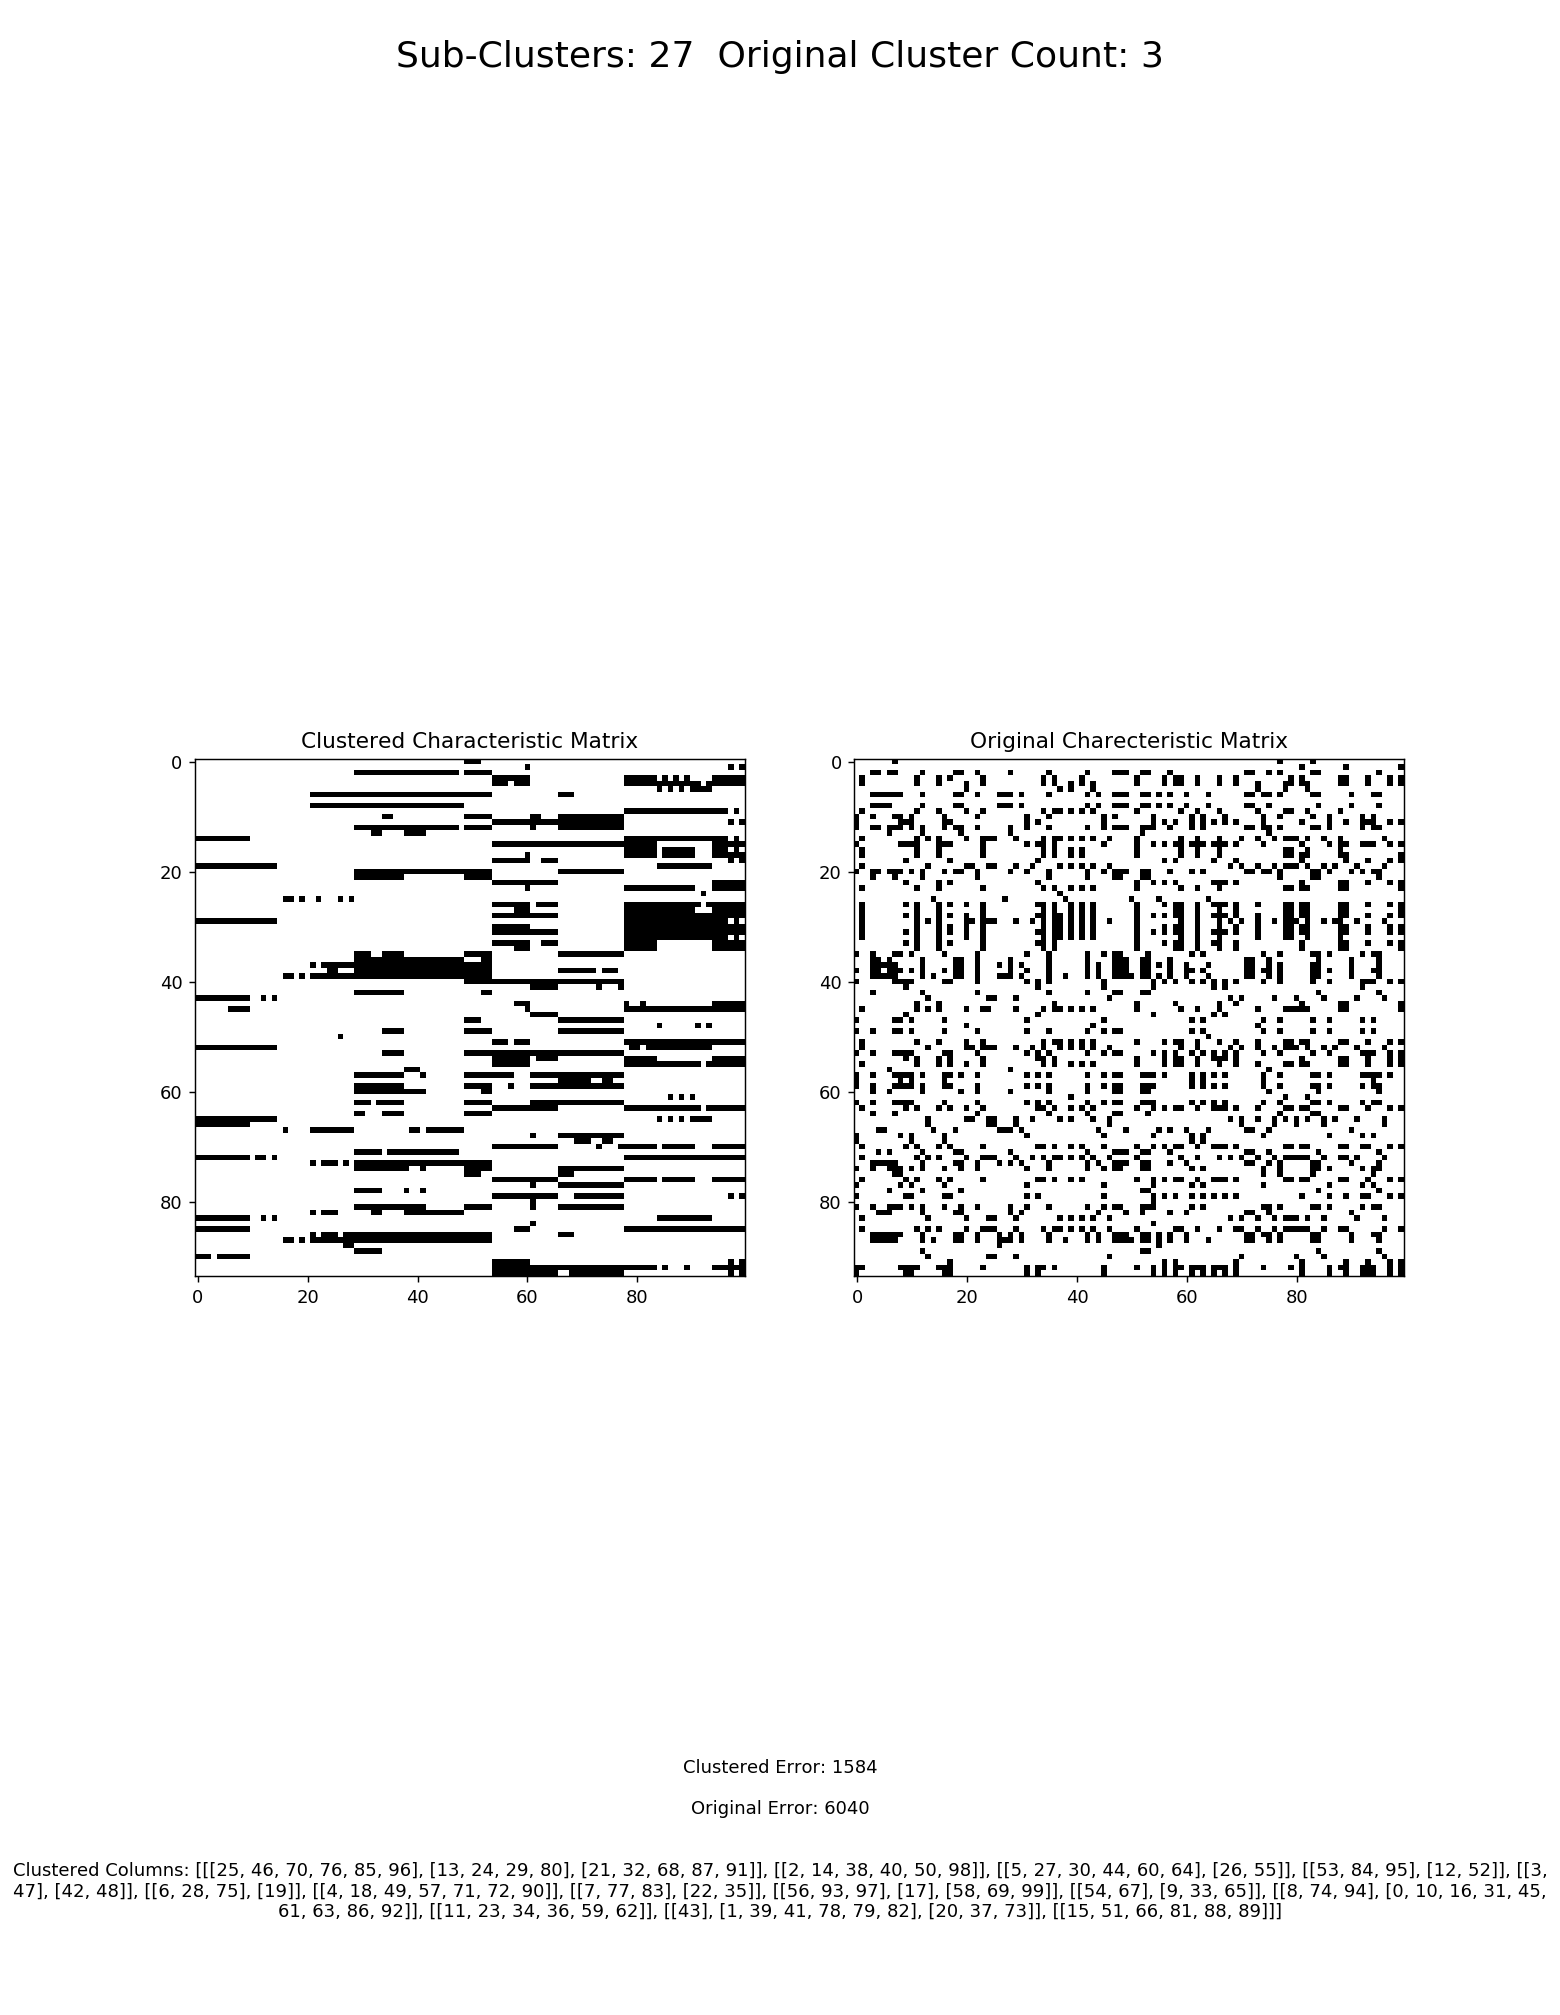 Sub-Clusters: 27  Original Cluster Count: 3
Clustered Characteristic Matrix
Original Charecteristic Matrix
0
20
40
60
80
0
20
40
60
80
0
20
40
60
80
0
20
40
60
80
Clustered Error: 1584
Original Error: 6040
Clustered Columns: [[[25, 46, 70, 76, 85, 96], [13, 24, 29, 80], [21, 32, 68, 87, 91]], [[2, 14, 38, 40, 50, 98]], [[5, 27, 30, 44, 60, 64], [26, 55]], [[53, 84, 95], [12, 52]], [[3,
47], [42, 48]], [[6, 28, 75], [19]], [[4, 18, 49, 57, 71, 72, 90]], [[7, 77, 83], [22, 35]], [[56, 93, 97], [17], [58, 69, 99]], [[54, 67], [9, 33, 65]], [[8, 74, 94], [0, 10, 16, 31, 45,
61, 63, 86, 92]], [[11, 23, 34, 36, 59, 62]], [[43], [1, 39, 41, 78, 79, 82], [20, 37, 73]], [[15, 51, 66, 81, 88, 89]]]